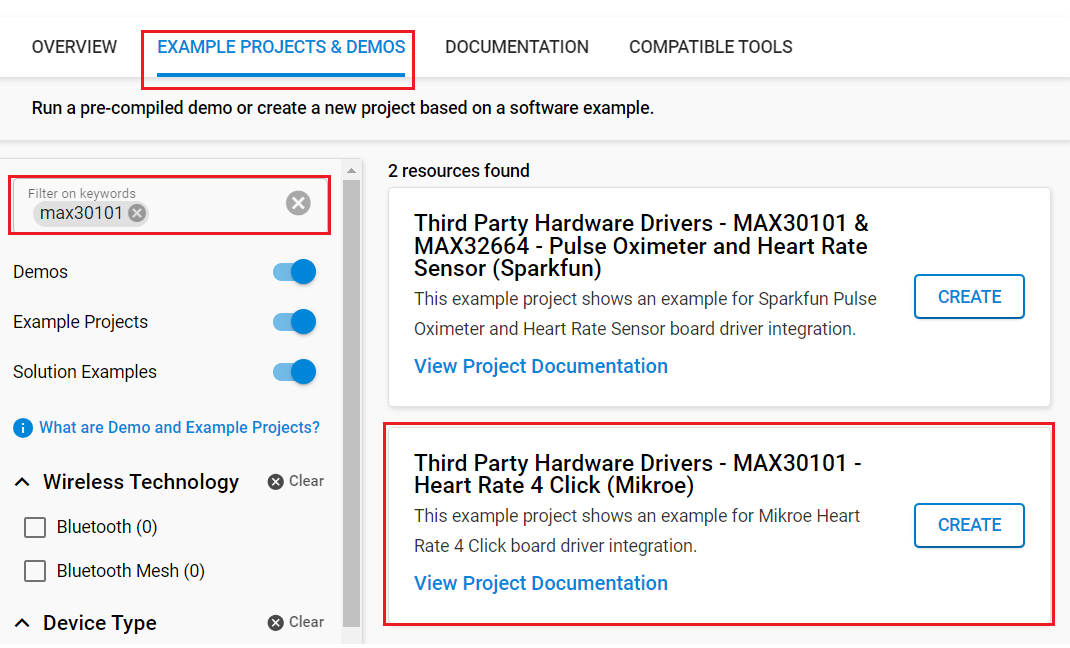 OVERVIEW
EXAMPLE PROJECTS & DEMOS
DOCUMENTATION
COMPATIBLE TOOLS
Run a pre-compiled demo or create a new project based on a software example.
Filter on keywords
max30101
Demos
Example Projects
Solution Examples
What are Demo and Example Projects?
Wireless Technology
Clear
Bluetooth (0)
Bluetooth Mesh (0)
Device Type
Clear
2 resources found
Third Party Hardware Drivers - MAX30101 &
MAX32664 - Pulse Oximeter and Heart Rate
Sensor (Sparkfun)
This example project shows an example for Sparkfun Pulse
Oximeter and Heart Rate Sensor board driver integration.
View Project Documentation
CREATE
Third Party Hardware Drivers - MAX30101 -
Heart Rate 4 Click (Mikroe)
This example project shows an example for Mikroe Heart
Rate 4 Click board driver integration.
View Project Documentation
CREATE